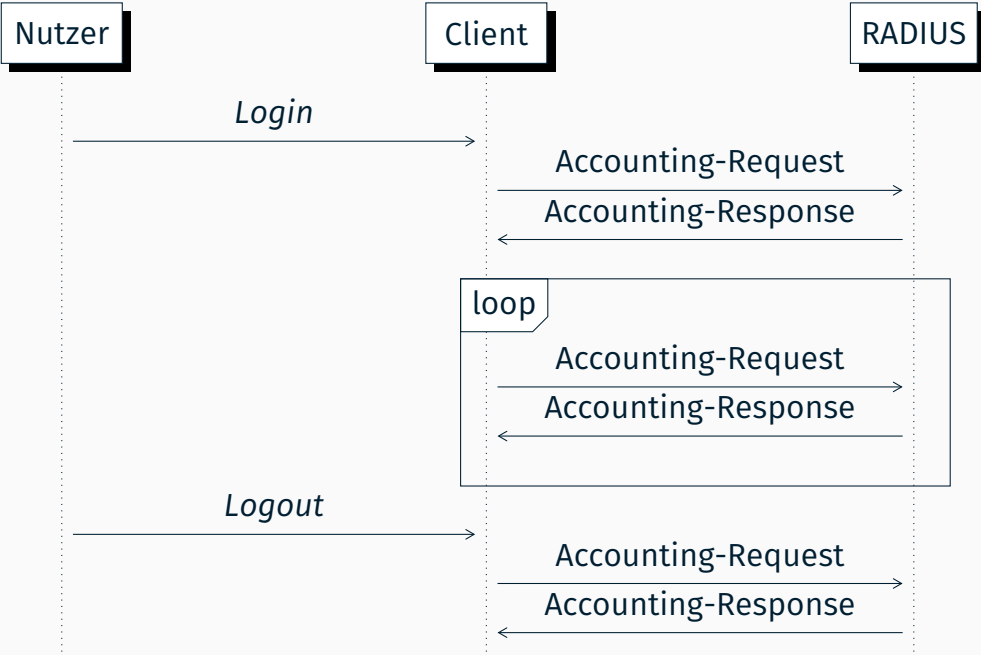 Nutzer
Client
RADIUS
Login
Accounting-Request
Accounting-Response
loop
Accounting-Request
Accounting-Response
Logout
Accounting-Request
Accounting-Response